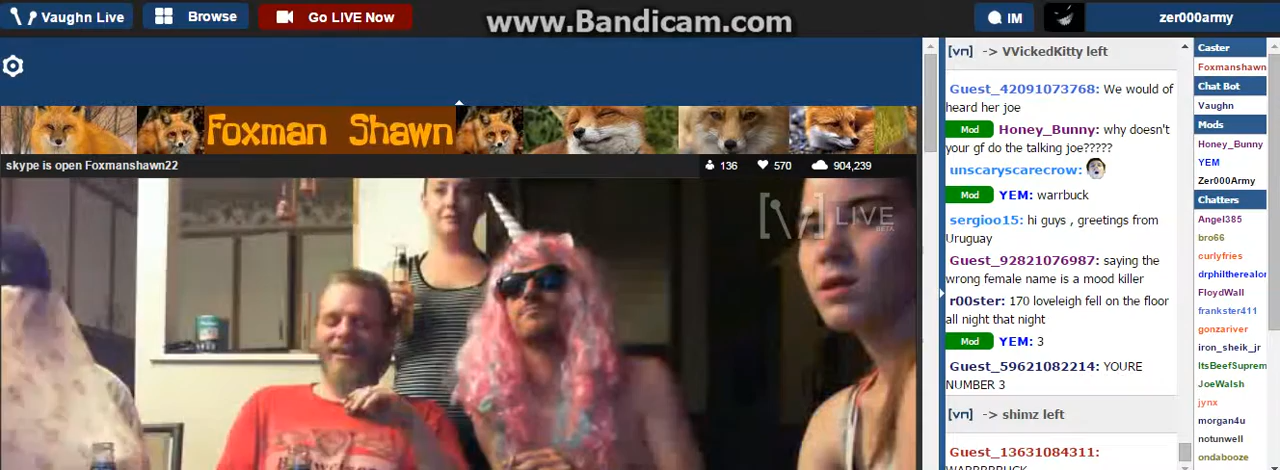 Vaughn Live
Browse
Go LIVE Now
www.Bandicam.com
IM
zer000army
Foxman Shawn
skype is open Foxmanshawn22
136
570
904,239
[\/] LIVE
BETA
-> VVickedKitty left
Guest_42091073768: We would of
heard her joe
Mod Honey_Bunny: why doesn't
your gf do the talking joe?????
unscaryscarecrow:
Mod YEM: warrbuck
sergioo15: hi guys , greetings from
Uruguay
Guest_92821076987: saying the
wrong female name is a mood killer
r00ster: 170 loveleigh fell on the floor
all night that night
Mod YEM: 3
Guest_59621082214: YOURE
NUMBER 3
-> shimz left
Guest_13631084311:
Caster
Foxmanshawn
Chat Bot
Vaughn
Mods
Honey_Bunny
YEM
Zer000Army
Chatters
Angel385
bro66
curlyfries
drphiltherealor
FloydWall
frankster411
gonzariver
iron_sheik_jr
ItsBeefSuprem
JoeWalsh
jynx
morgan4u
notunwell
ondabooze